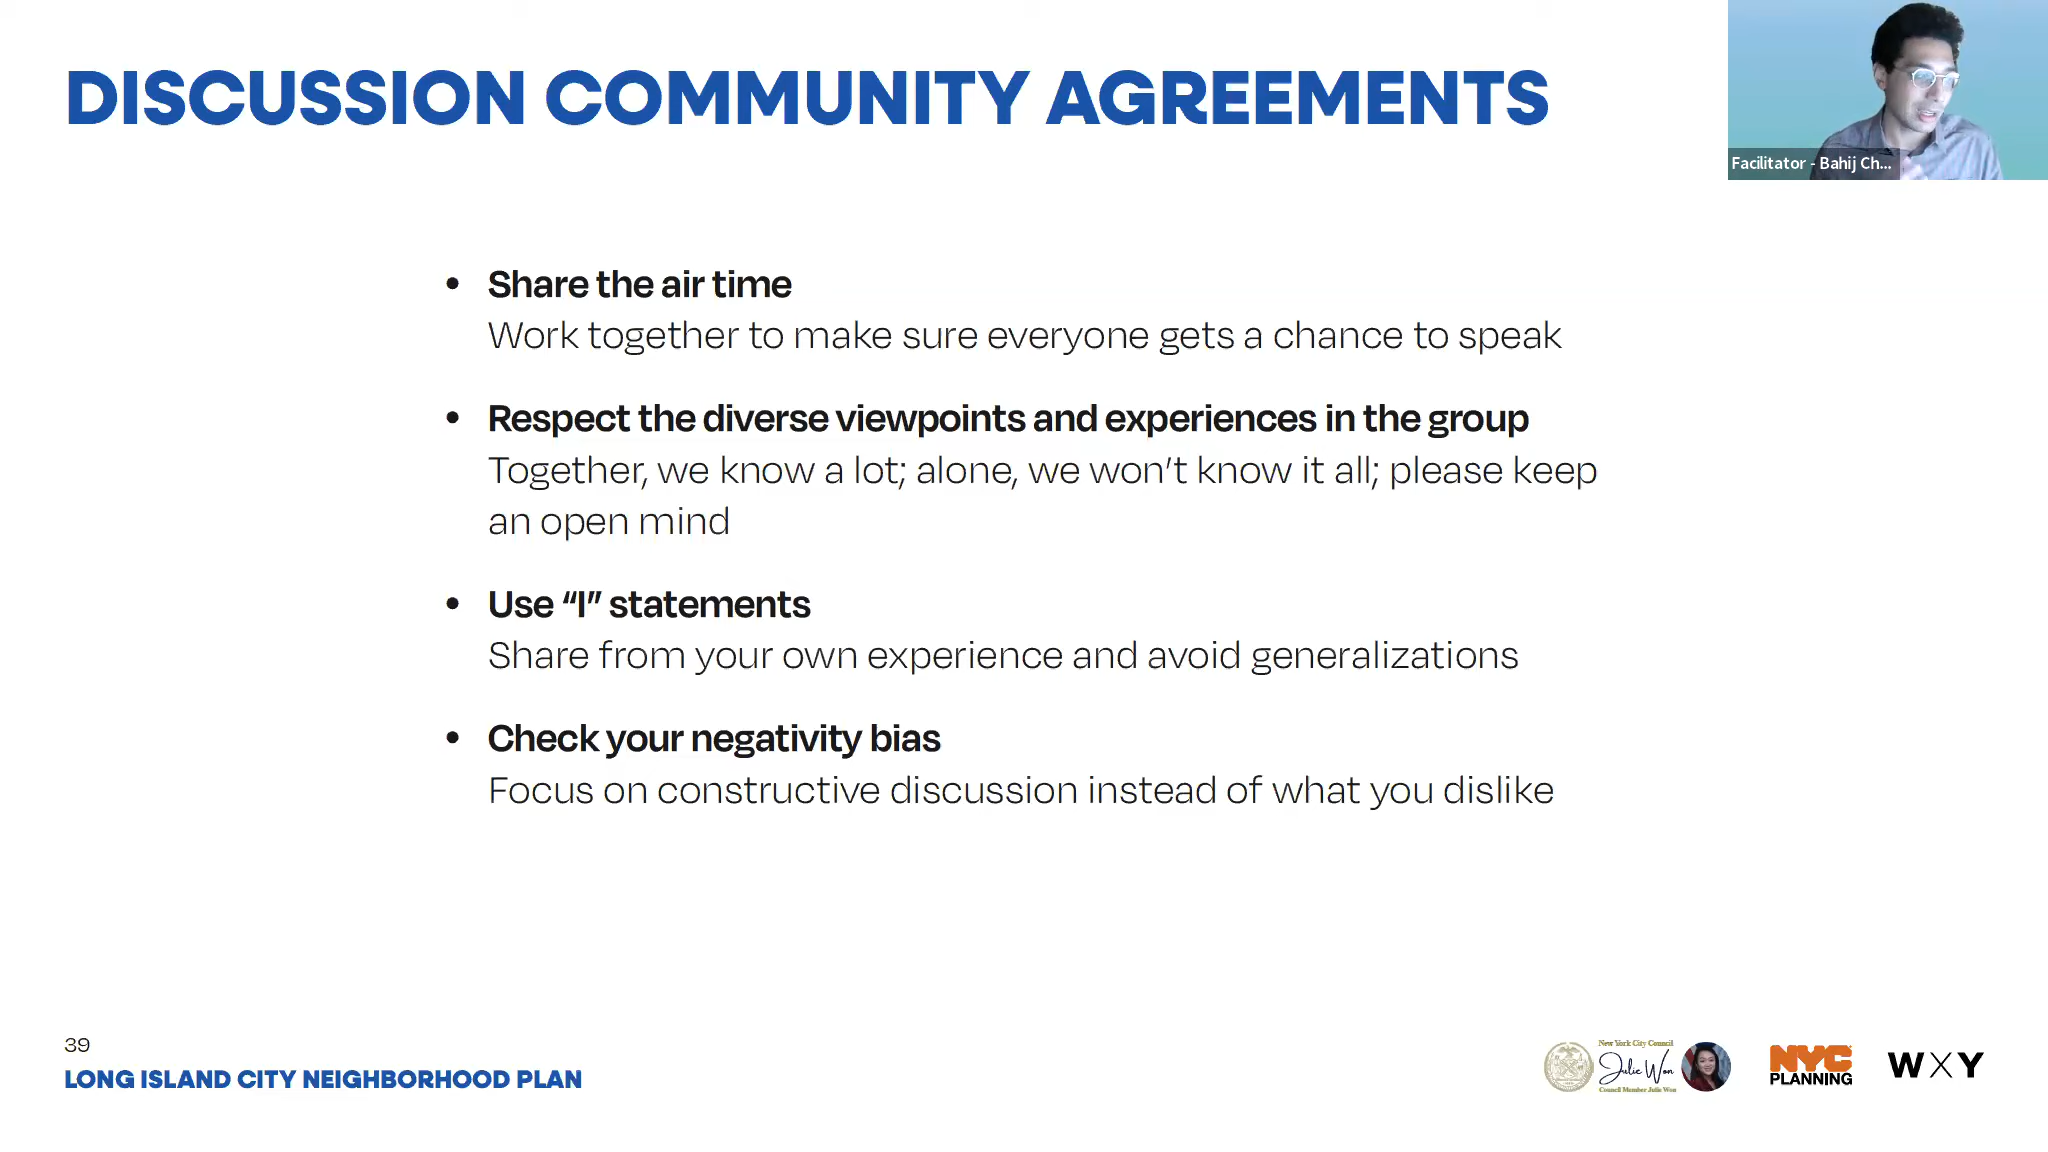 DISCUSSION COMMUNITY AGREEMENTS
Facilitator - Bahij Ch...
• Share the air time
Work together to make sure everyone gets a chance to speak
• Respect the diverse viewpoints and experiences in the group
Together, we know a lot; alone, we won’t know it all; please keep
an open mind
• Use “I” statements
Share from your own experience and avoid generalizations
• Check your negativity bias
Focus on constructive discussion instead of what you dislike
39
LONG ISLAND CITY NEIGHBORHOOD PLAN
New York City Council
Julie Won
Council Member Julie Won
NYC
PLANNING
WXY